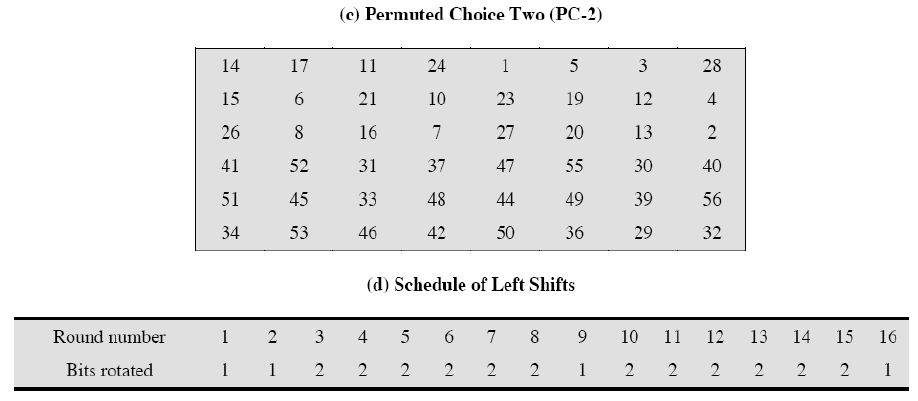 (c) Permuted Choice Two (PC-2)
14 17 11 24 1 5 3 28
15 6 21 10 23 19 12 4
26 8 16 7 27 20 13 2
41 52 31 37 47 55 30 40
51 45 33 48 44 49 39 56
34 53 46 42 50 36 29 32
(d) Schedule of Left Shifts
Round number 1 2 3 4 5 6 7 8 9 10 11 12 13 14 15 16
Bits rotated 1 1 2 2 2 2 2 2 1 2 2 2 2 2 2 1